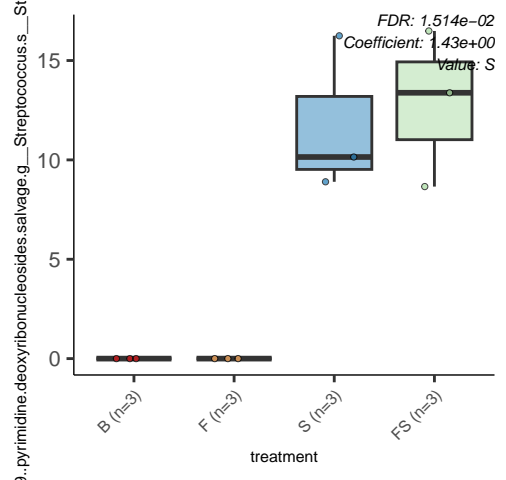 9..pyrimidine.deoxyribonucleosides.salvage.g__Streptococcus.s__St
FDR: 1.514e−02
Coefficient: 1.43e+00
Value: S
15
10
5
0
B (n=3)
F (n=3)
S (n=3)
FS (n=3)
treatment